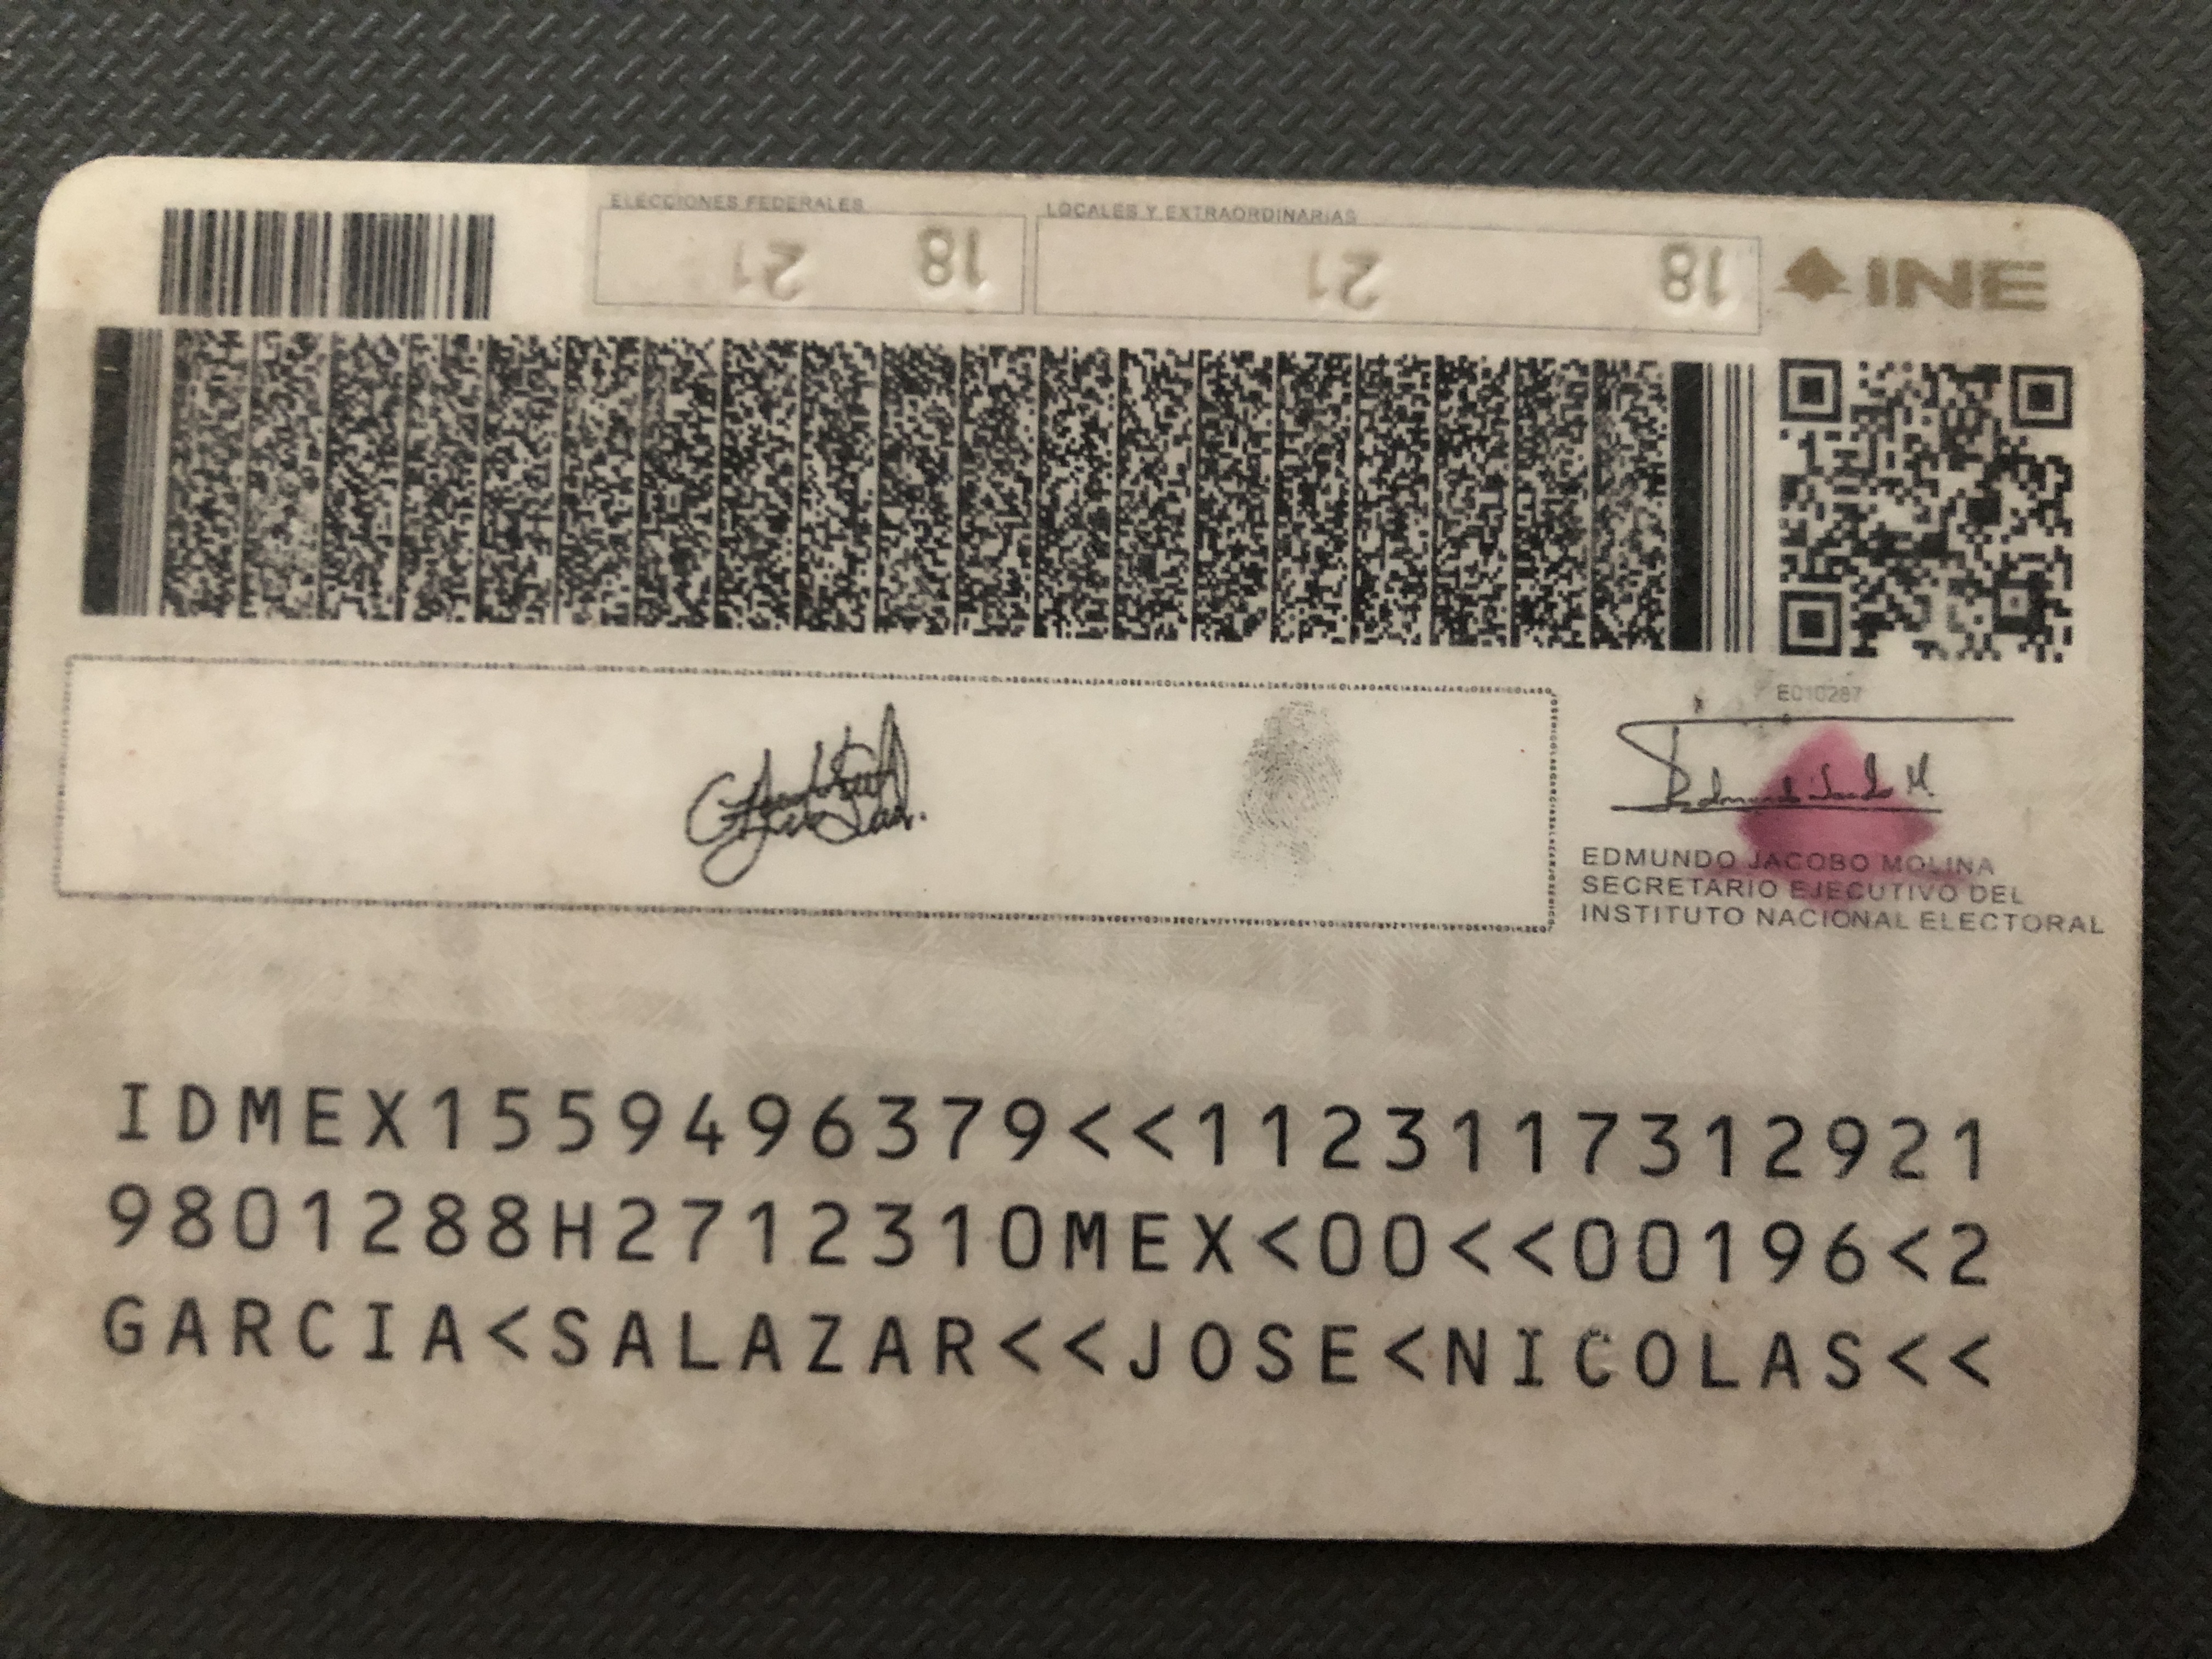 ELECCIONES FEDERALES
LOCALES Y EXTRAORDINARIAS
21 18
21 18
INE
E010287
EDMUNDO JACOBO MOLINA
SECRETARIO EJECUTIVO DEL
INSTITUTO NACIONAL ELECTORAL
IDMEX1559496379<<1123117312921
9801288H2712310MEX<00<<00196<2
GARCIA<SALAZAR<<JOSE<NICOLAS<<